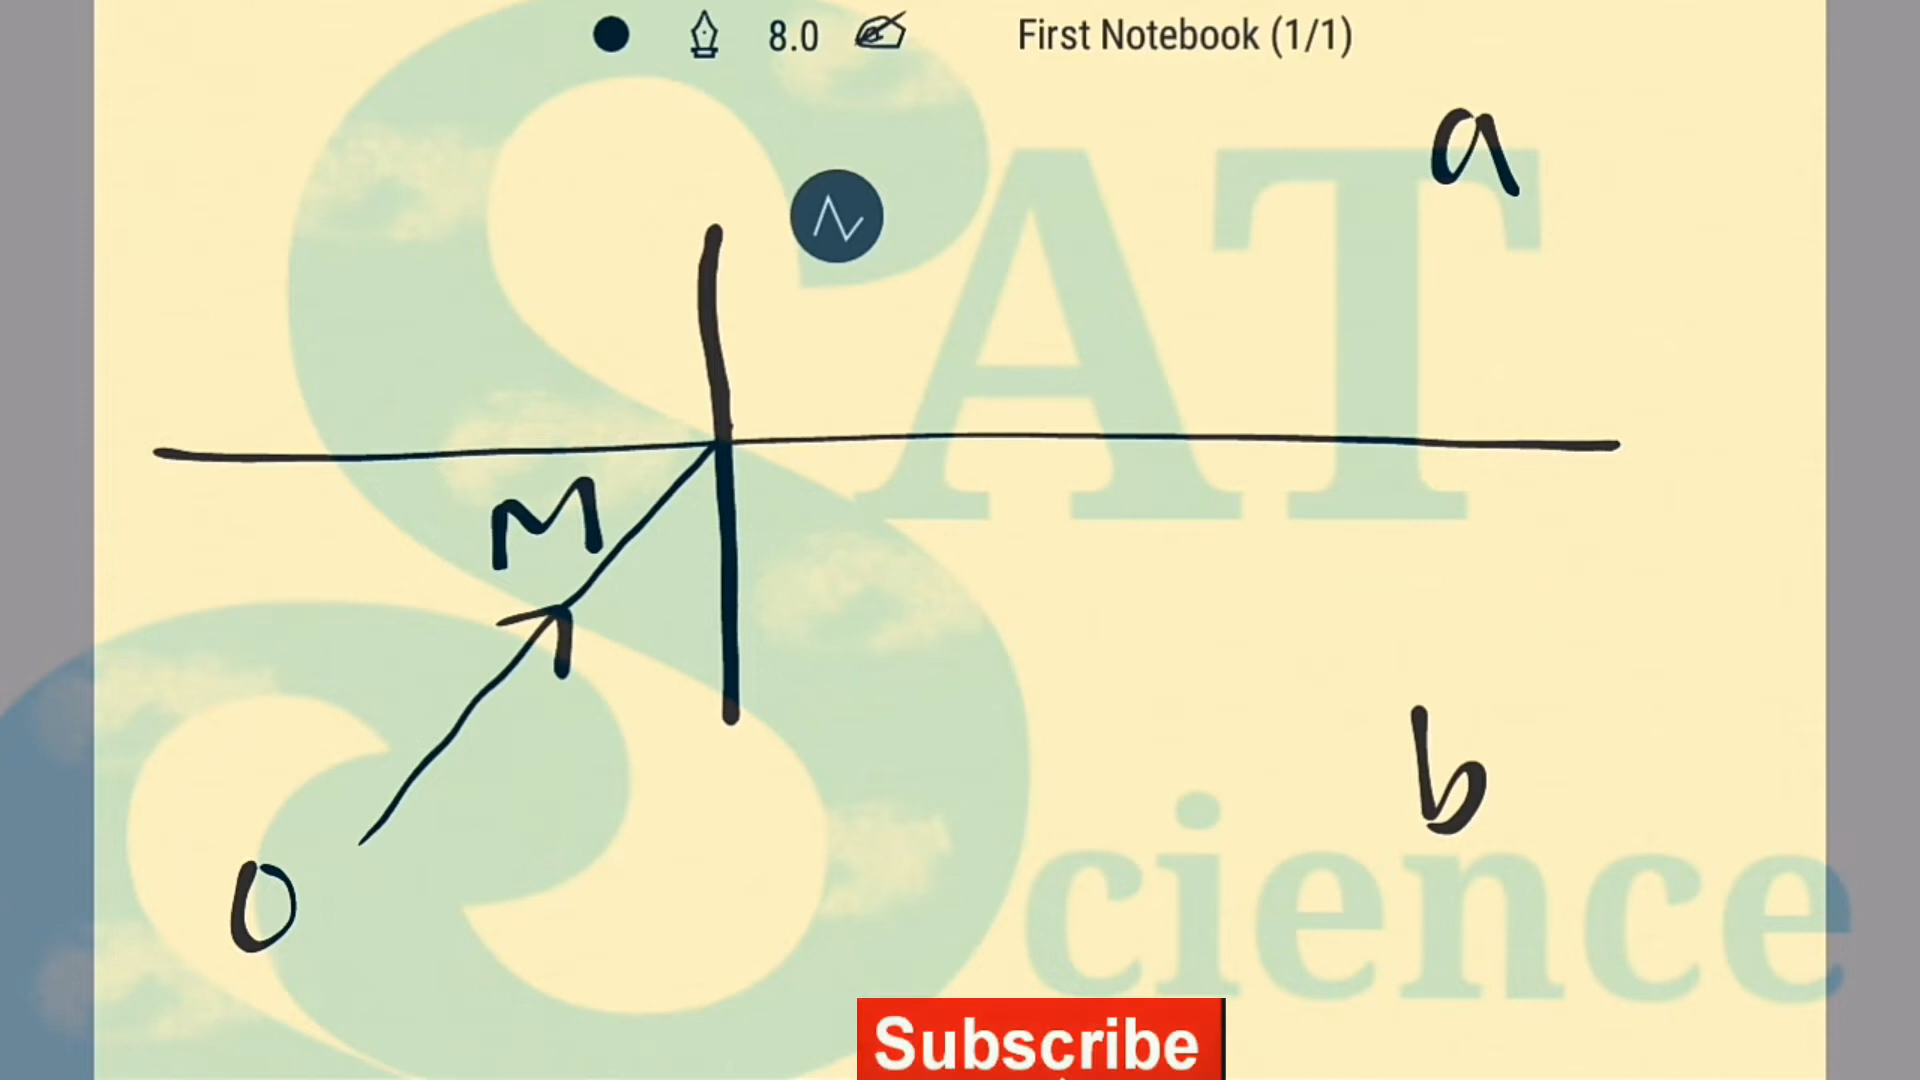 8.0 First Notebook (1/1)
a
M
b
O
SAT
Science
Subscribe